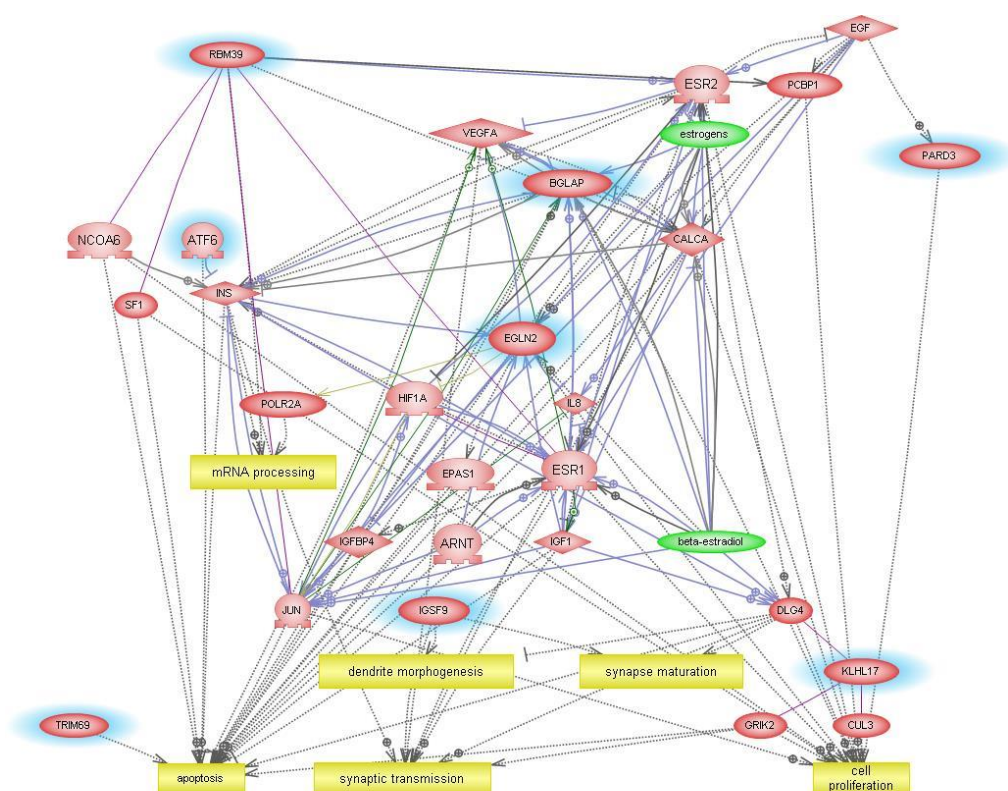 EGF
RBM39
ESR2
PCBP1
VEGFA
estrogens
PARD3
BGLAP
NCOA6
ATF6
CALCA
INS
SF1
EGLN2
POLR2A
HIF1A
IL8
mRNA processing
EPAS1
ESR1
IGFBP4
ARNT
IGF1
beta-estradiol
JUN
IGSF9
DLG4
dendrite morphogenesis
synapse maturation
KLHL17
TRIM69
GRIK2
CUL3
apoptosis
synaptic transmission
cell
proliferation